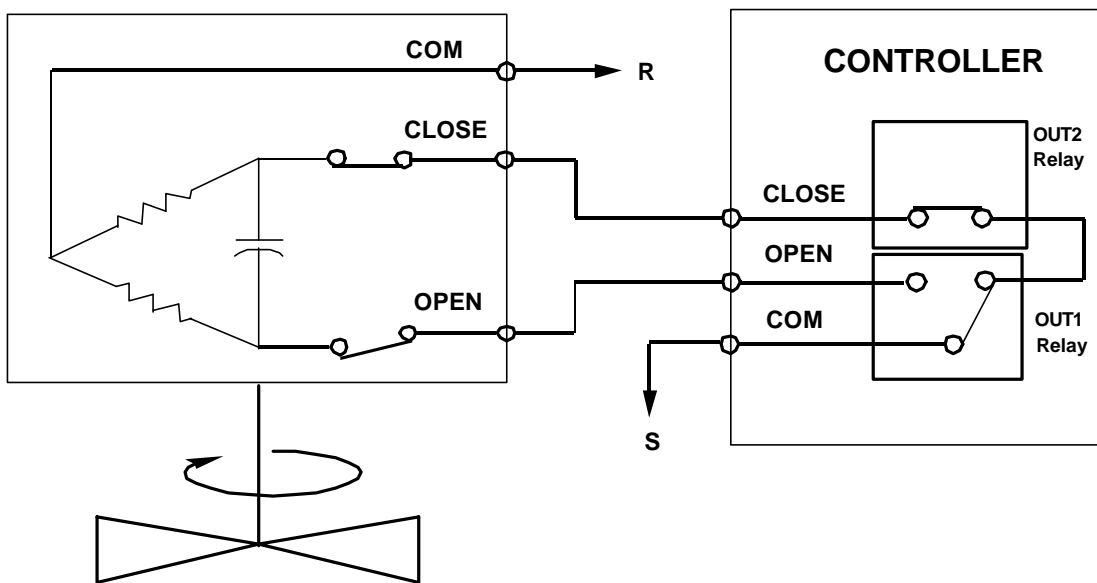 COM
R
CLOSE
OPEN
CONTROLLER
OUT2
Relay
CLOSE
OPEN
COM
OUT1
Relay
S